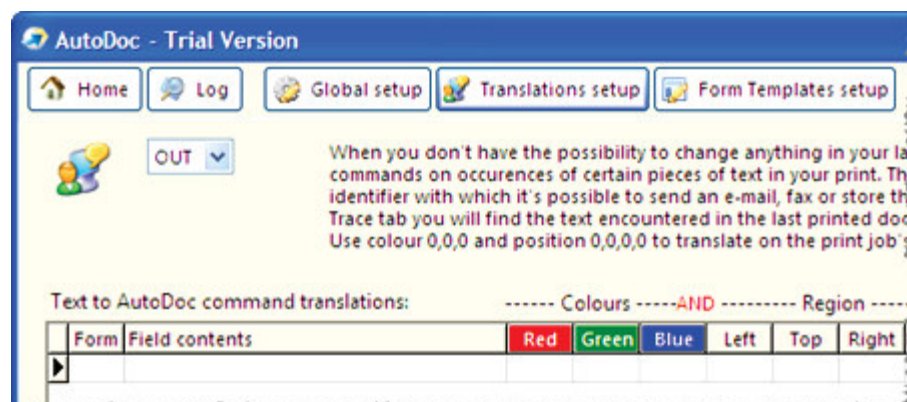 AutoDoc - Trial Version
Home Log Global setup Translations setup Form Templates setup
OUT
When you don't have the possibility to change anything in your la
commands on occurences of certain pieces of text in your print. Th
identifier with which it's possible to send an e-mail, fax or store th
Trace tab you will find the text encountered in the last printed doc
Use colour 0,0,0 and position 0,0,0,0 to translate on the print job's
Text to AutoDoc command translations: ------ Colours -----AND --------- Region ----
Form Field contents Red Green Blue Left Top Right